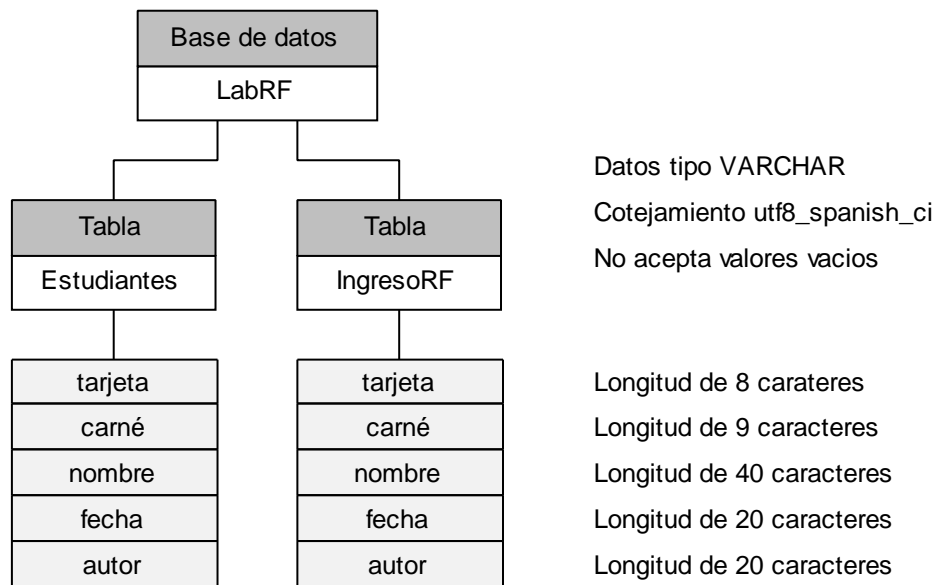 Base de datos
LabRF
Datos tipo VARCHAR
Tabla
Tabla
Cotejamiento utf8_spanish_ci
Estudiantes
IngresoRF
No acepta valores vacios
tarjeta
tarjeta
Longitud de 8 carateres
carné
carné
Longitud de 9 caracteres
nombre
nombre
Longitud de 40 caracteres
fecha
fecha
Longitud de 20 caracteres
autor
autor
Longitud de 20 caracteres